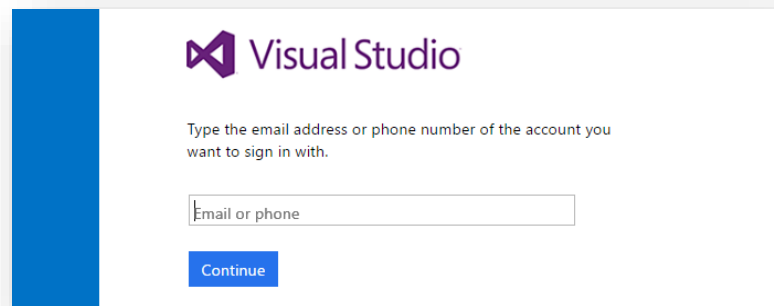 Visual Studio
Type the email address or phone number of the account you
want to sign in with.
Email or phone
Continue